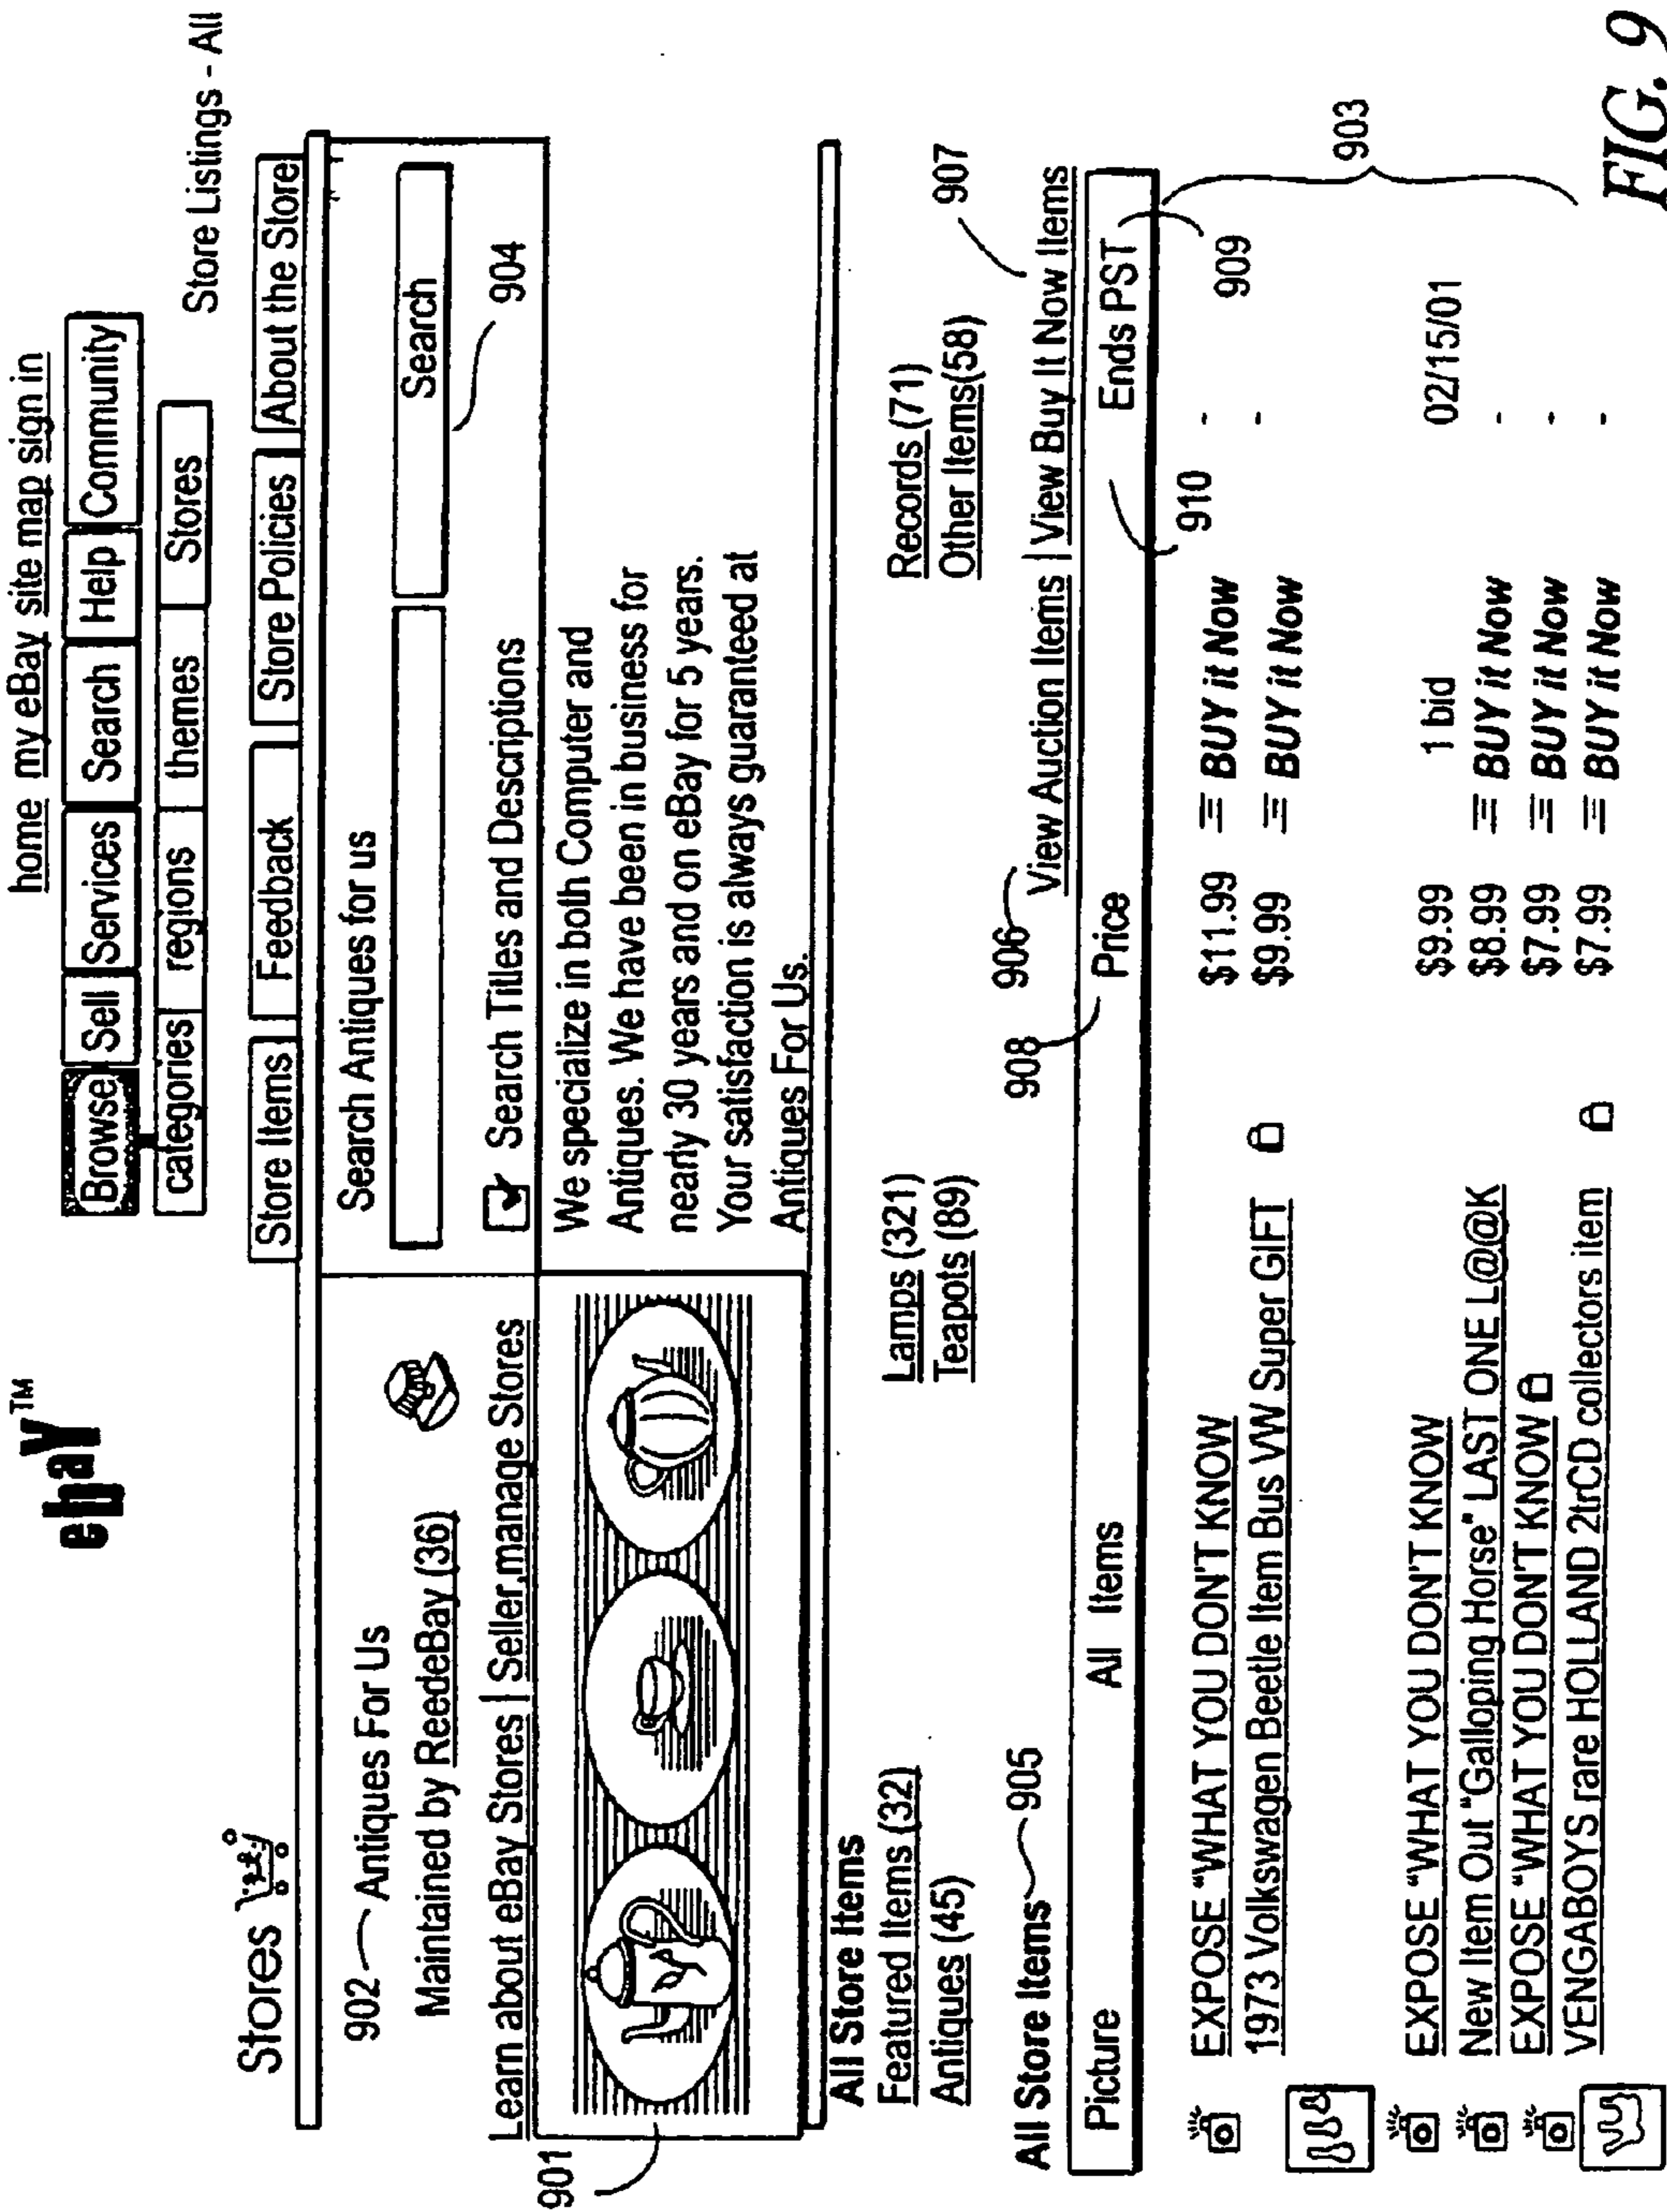 ebaY™
home my eBay site map sign in
Browse Sell Services Search Help Community
categories regions themes Stores
Store Listings - All
Stores
Store Items Feedback Store Policies About the Store
902 Antiques For Us
Maintained by ReedeBay (36)
Learn about eBay Stores | Seller,manage Stores
Search Antiques for us
Search
904
Search Titles and Descriptions
901
We specialize in both Computer and
Antiques. We have been in business for
nearly 30 years and on eBay for 5 years.
Your satisfaction is always guaranteed at
Antiques For Us.
All Store Items
Featured Items (32) Lamps (321) Records (71)
Antiques (45) Teapots (89) Other Items(58)
907
All Store Items 905 906 View Auction Items | View Buy It Now Items
908
Picture All Items Price Ends PST
910 909
EXPOSE "WHAT YOU DON'T KNOW $11.99 = BUY it Now -
1973 Volkswagen Beetle Item Bus VW Super GIFT $9.99 = BUY it Now -
903
EXPOSE "WHAT YOU DON'T KNOW $9.99 1 bid 02/15/01
New Item Out "Galloping Horse" LAST ONE L@@K $8.99 = BUY it Now -
EXPOSE "WHAT YOU DON'T KNOW $7.99 = BUY it Now -
VENGABOYS rare HOLLAND 2trCD collectors item $7.99 = BUY it Now -
FIG. 9